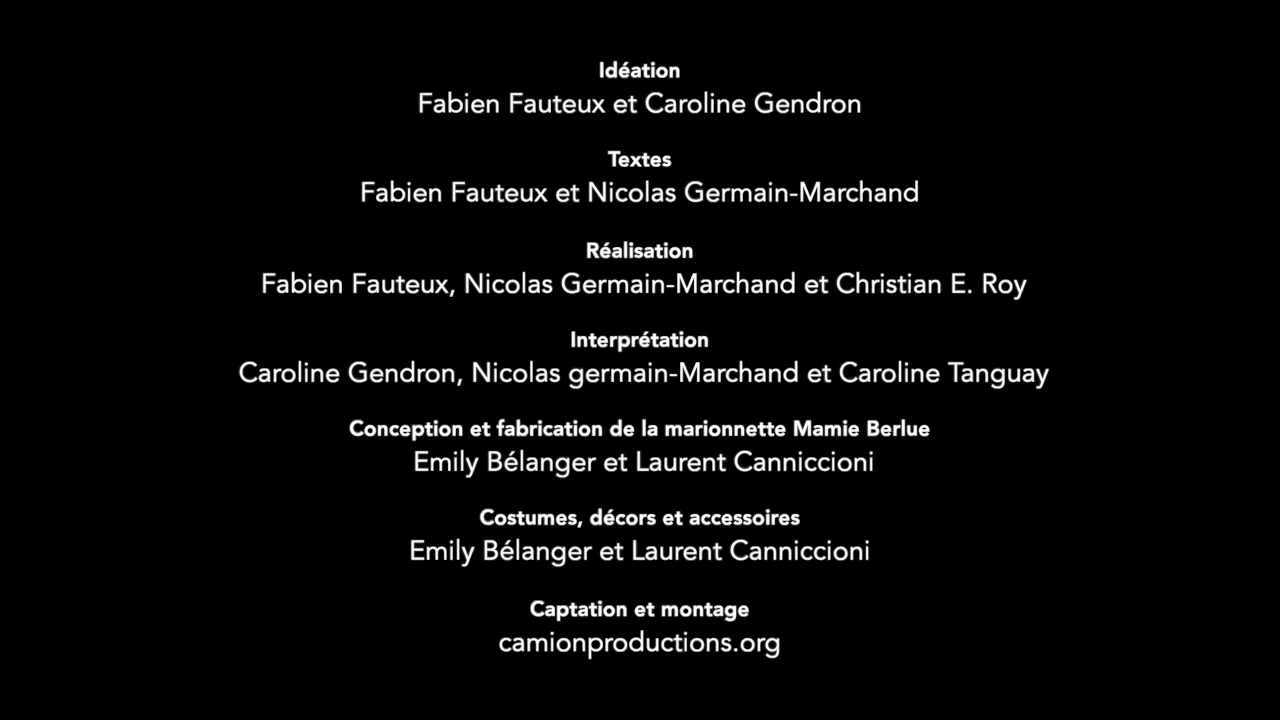 Idéation
Fabien Fauteux et Caroline Gendron
Textes
Fabien Fauteux et Nicolas Germain-Marchand
Réalisation
Fabien Fauteux, Nicolas Germain-Marchand et Christian E. Roy
Interprétation
Caroline Gendron, Nicolas germain-Marchand et Caroline Tanguay
Conception et fabrication de la marionnette Mamie Berlue
Emily Bélanger et Laurent Canniccioni
Costumes, décors et accessoires
Emily Bélanger et Laurent Canniccioni
Captation et montage
camionproductions.org